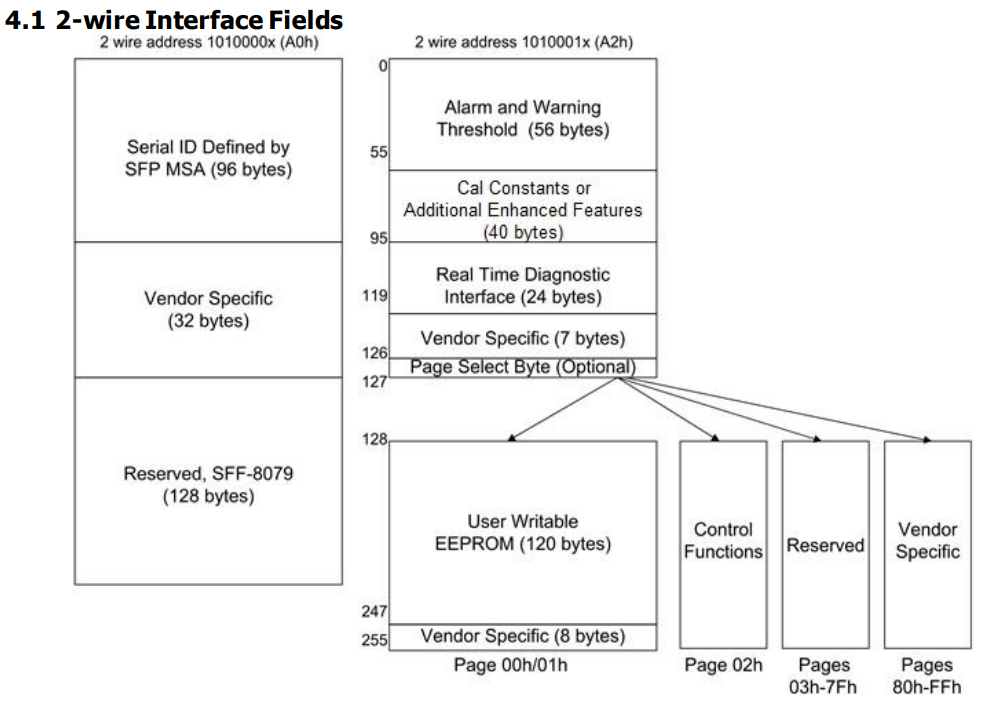 4.1 2-wire Interface Fields
2 wire address 1010000x (A0h)
2 wire address 1010001x (A2h)
Serial ID Defined by
SFP MSA (96 bytes)
Vendor Specific
(32 bytes)
Reserved, SFF-8079
(128 bytes)
0
Alarm and Warning
Threshold (56 bytes)
55
Cal Constants or
Additional Enhanced Features
(40 bytes)
95
Real Time Diagnostic
Interface (24 bytes)
119
Vendor Specific (7 bytes)
126
Page Select Byte (Optional)
127
128
User Writable
EEPROM (120 bytes)
247
Vendor Specific (8 bytes)
255
Page 00h/01h
Control
Functions
Page 02h
Reserved
Pages
03h-7Fh
Vendor
Specific
Pages
80h-FFh